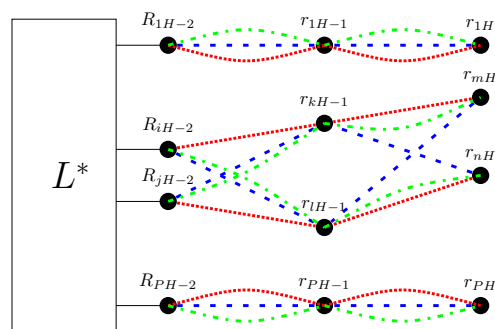 R_{1H-2} r_{1H-1} r_{1H}
r_{mH}
R_{iH-2} r_{kH-1}
r_{nH}
L* R_{jH-2}
r_{lH-1}
R_{PH-2} r_{PH-1} r_{PH}